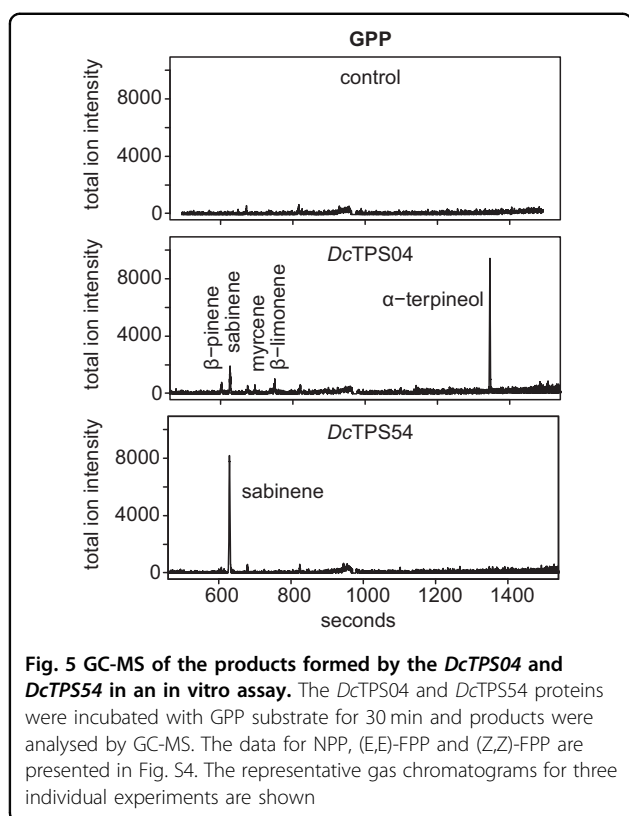 GPP
control
total ion intensity
8000
4000
0
DcTPS04
total ion intensity
8000
4000
0
β-pinene
sabinene
myrcene
β-limonene
α-terpineol
DcTPS54
total ion intensity
8000
4000
0
sabinene
600
800
1000
1200
1400
seconds
Fig. 5 GC-MS of the products formed by the DcTPS04 and
DcTPS54 in an in vitro assay. The DcTPS04 and DcTPS54 proteins
were incubated with GPP substrate for 30 min and products were
analysed by GC-MS. The data for NPP, (E,E)-FPP and (Z,Z)-FPP are
presented in Fig. S4. The representative gas chromatograms for three
individual experiments are shown